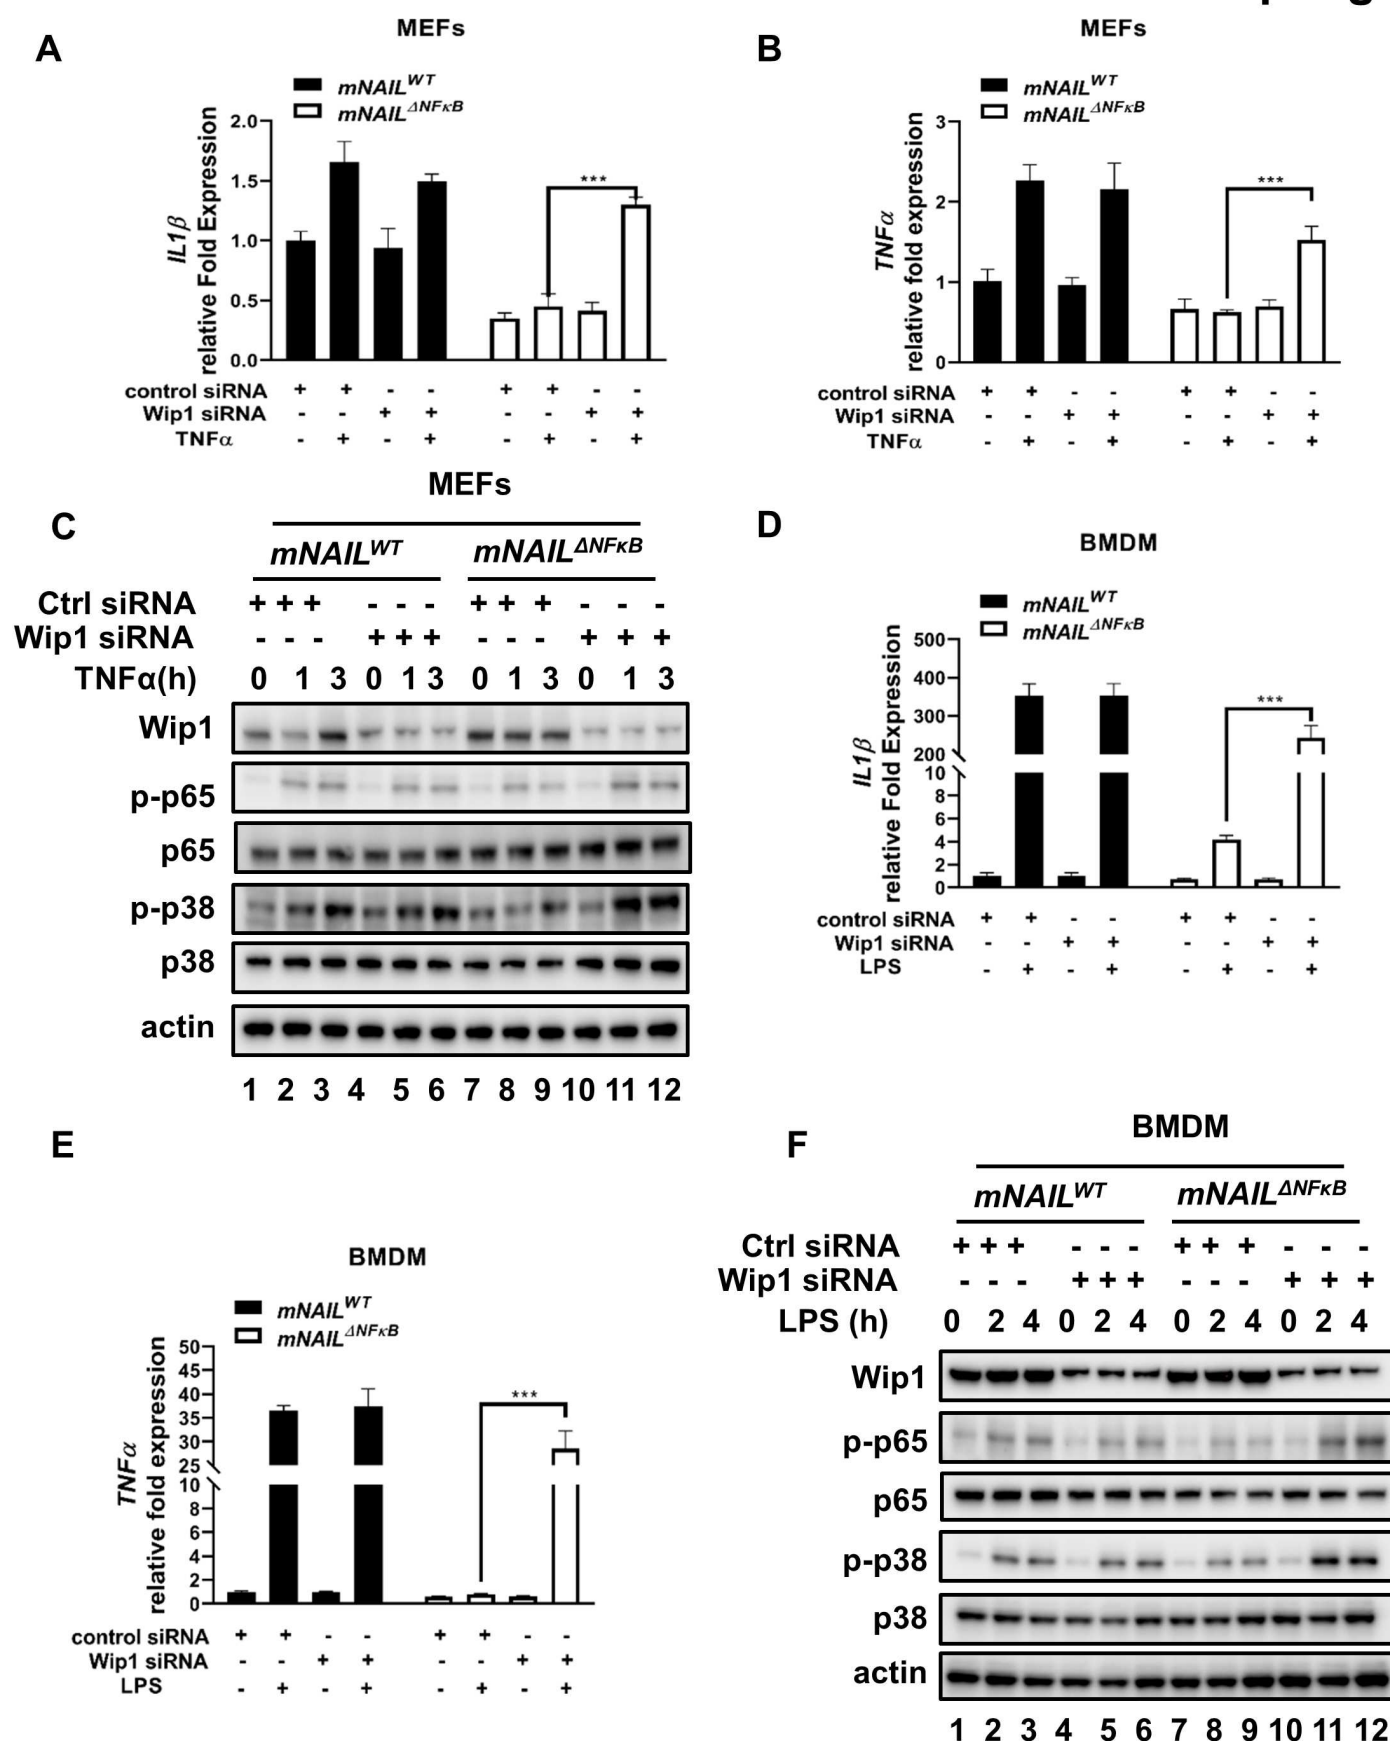 A
MEFs
mNAIL^WT
mNAIL^ΔNFκB
IL1β
relative Fold Expression
2.0
1.5
1.0
0.5
0.0
***
control siRNA + + - - + + - -
Wip1 siRNA - - + + - - + +
TNFα - + - + - + - +
B
MEFs
mNAIL^WT
mNAIL^ΔNFκB
TNFα
relative fold expression
3
2
1
0
***
control siRNA + + - - + + - -
Wip1 siRNA - - + + - - + +
TNFα - + - + - + - +
C
MEFs
mNAIL^WT mNAIL^ΔNFκB
Ctrl siRNA + + + - - - + + + - - -
Wip1 siRNA - - - + + + - - - + + +
TNFα(h) 0 1 3 0 1 3 0 1 3 0 1 3
Wip1
p-p65
p65
p-p38
p38
actin
1 2 3 4 5 6 7 8 9 10 11 12
D
BMDM
mNAIL^WT
mNAIL^ΔNFκB
IL1β
relative Fold Expression
500
400
300
200
10
8
6
4
2
0
***
control siRNA + + - - + + - -
Wip1 siRNA - - + + - - + +
LPS - + - + - + - +
E
BMDM
mNAIL^WT
mNAIL^ΔNFκB
TNFα
relative fold expression
50
45
40
35
30
25
10
8
6
4
2
0
***
control siRNA + + - - + + - -
Wip1 siRNA - - + + - - + +
LPS - + - + - + - +
F
BMDM
mNAIL^WT mNAIL^ΔNFκB
Ctrl siRNA + + + - - - + + + - - -
Wip1 siRNA - - - + + + - - - + + +
LPS (h) 0 2 4 0 2 4 0 2 4 0 2 4
Wip1
p-p65
p65
p-p38
p38
actin
1 2 3 4 5 6 7 8 9 10 11 12